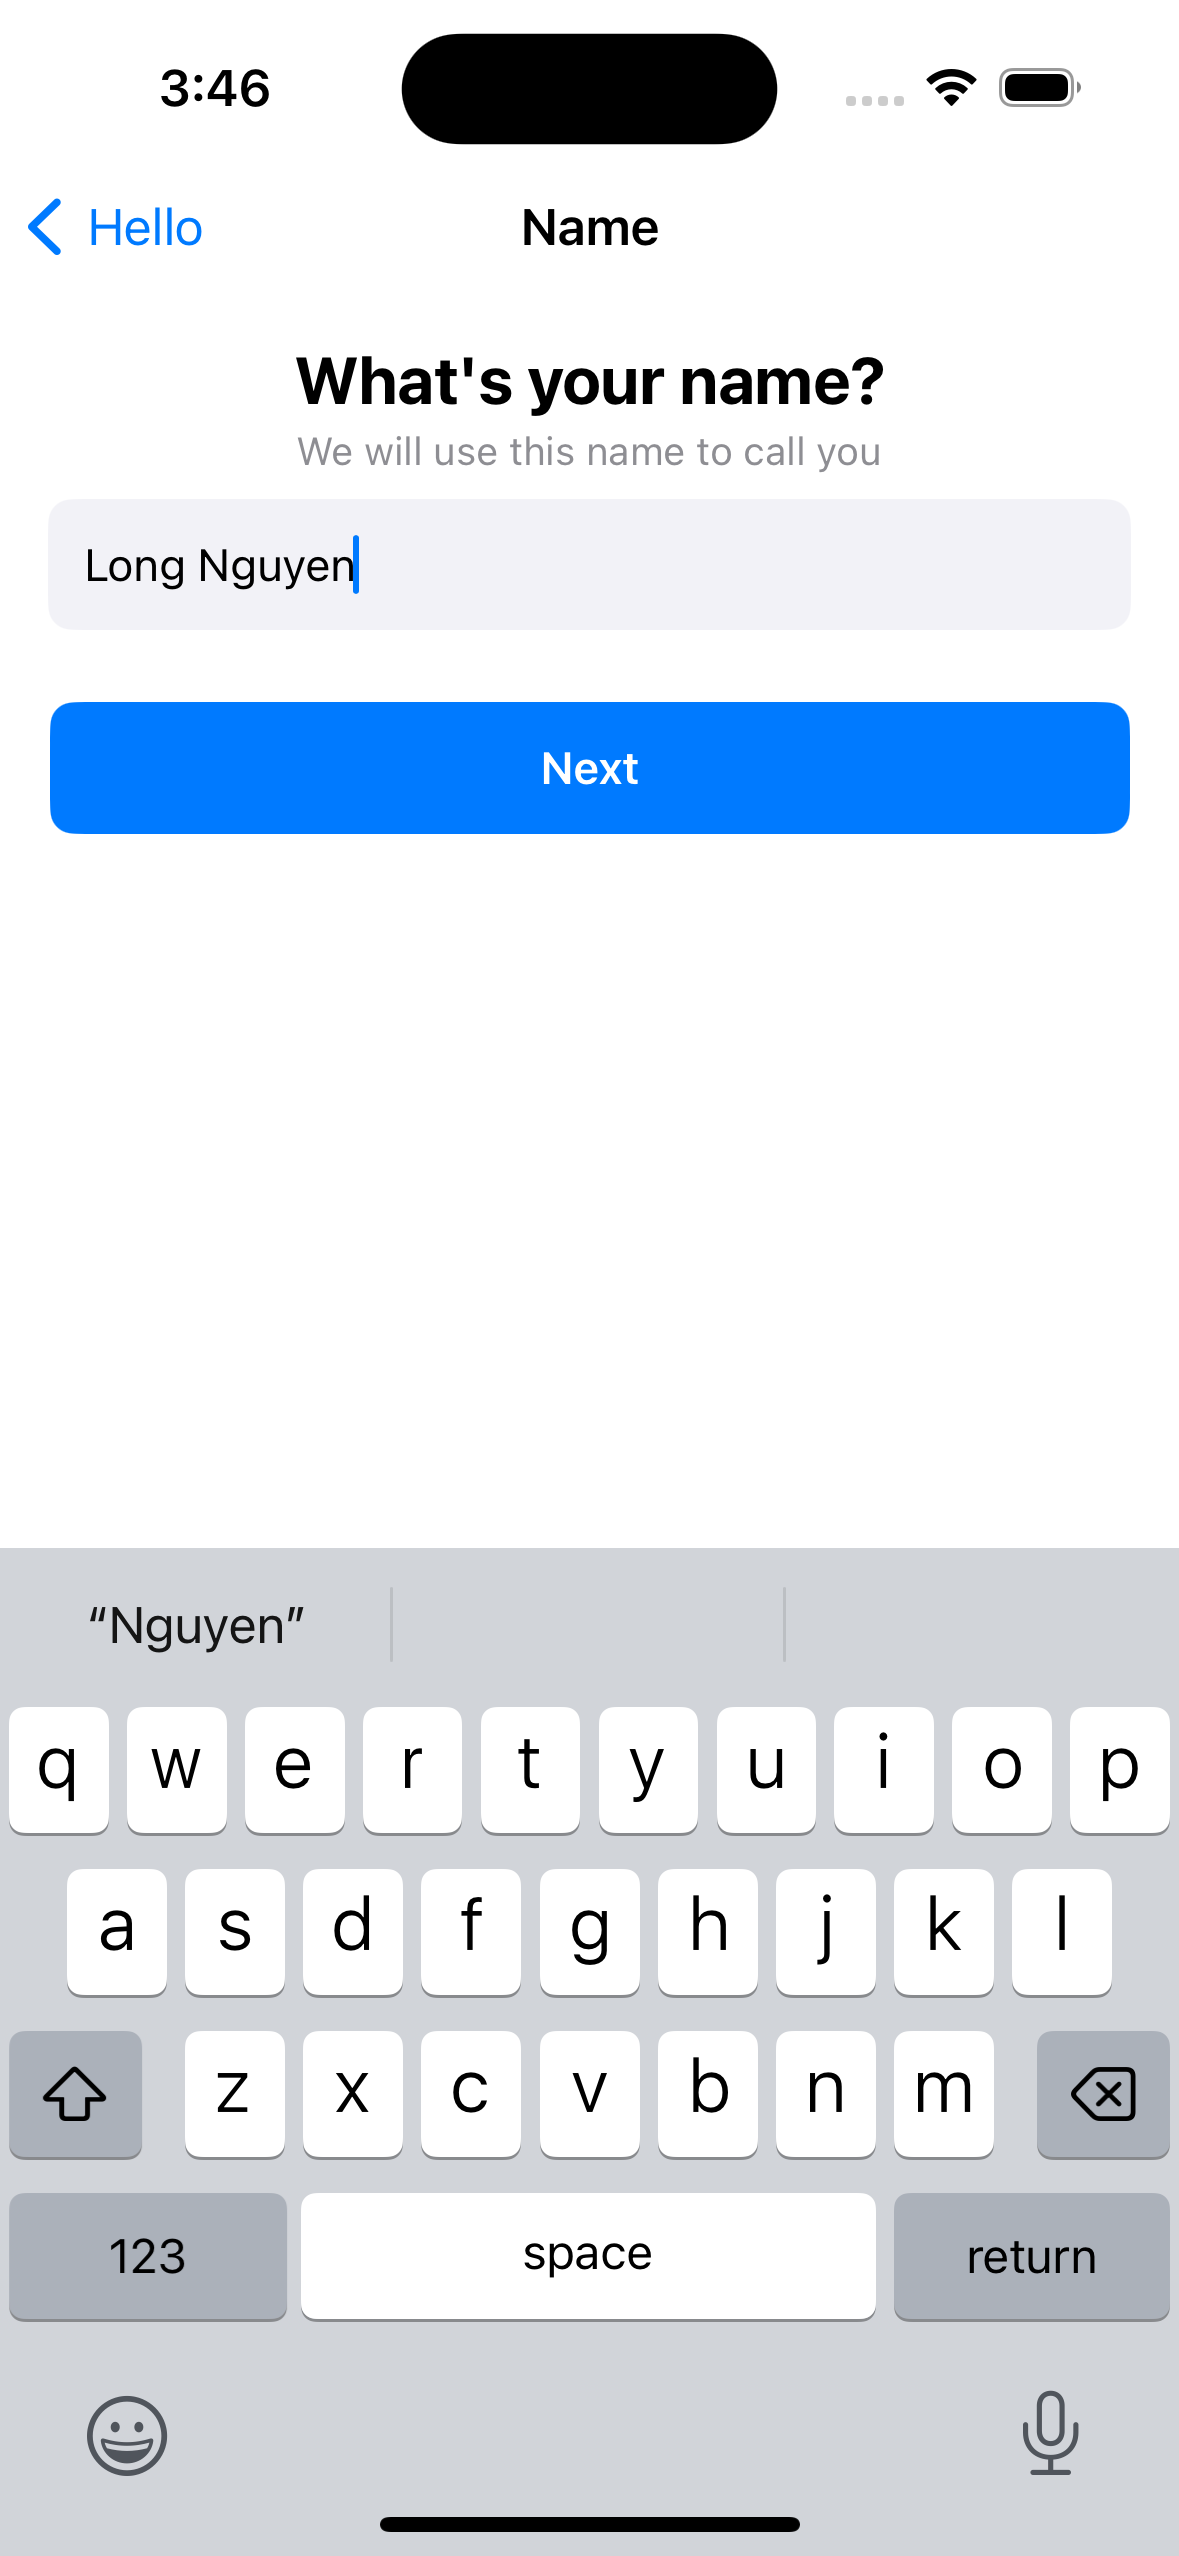 3:46
Hello
Name
What's your name?
We will use this name to call you
Long Nguyen
Next
“Nguyen”
q w e r t y u i o p
a s d f g h j k l
z x c v b n m
123 space return